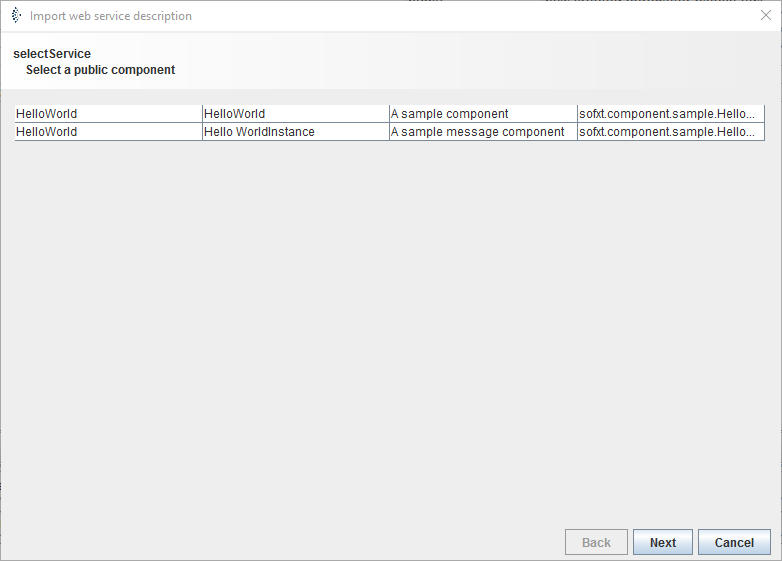 Import web service description
selectService
Select a public component
HelloWorld HelloWorld A sample component sofxt.component.sample.Hello...
HelloWorld Hello WorldInstance A sample message component sofxt.component.sample.Hello...
Back Next Cancel